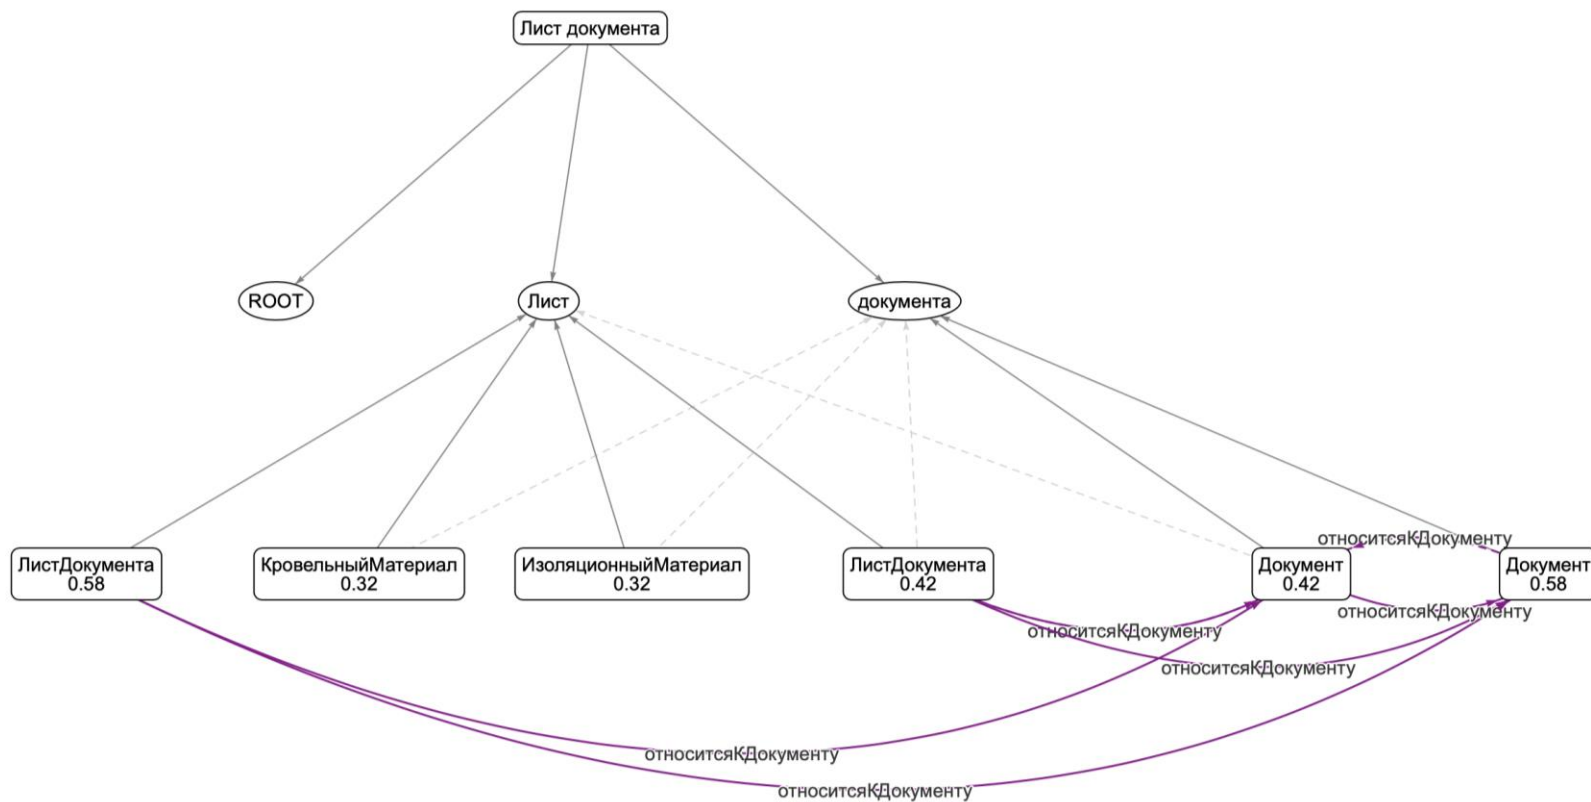 Лист документа
ROOT
Лист
документа
относитсяКДокументу
ЛистДокумента
0.58
КровельныйМатериал
0.32
ИзоляционныйМатериал
0.32
ЛистДокумента
0.42
Документ
0.42
Документ
0.58
относитсяКДокументу
относитсяКДокументу
относитсяКДокументу
относитсяКДокументу
относитсяКДокументу